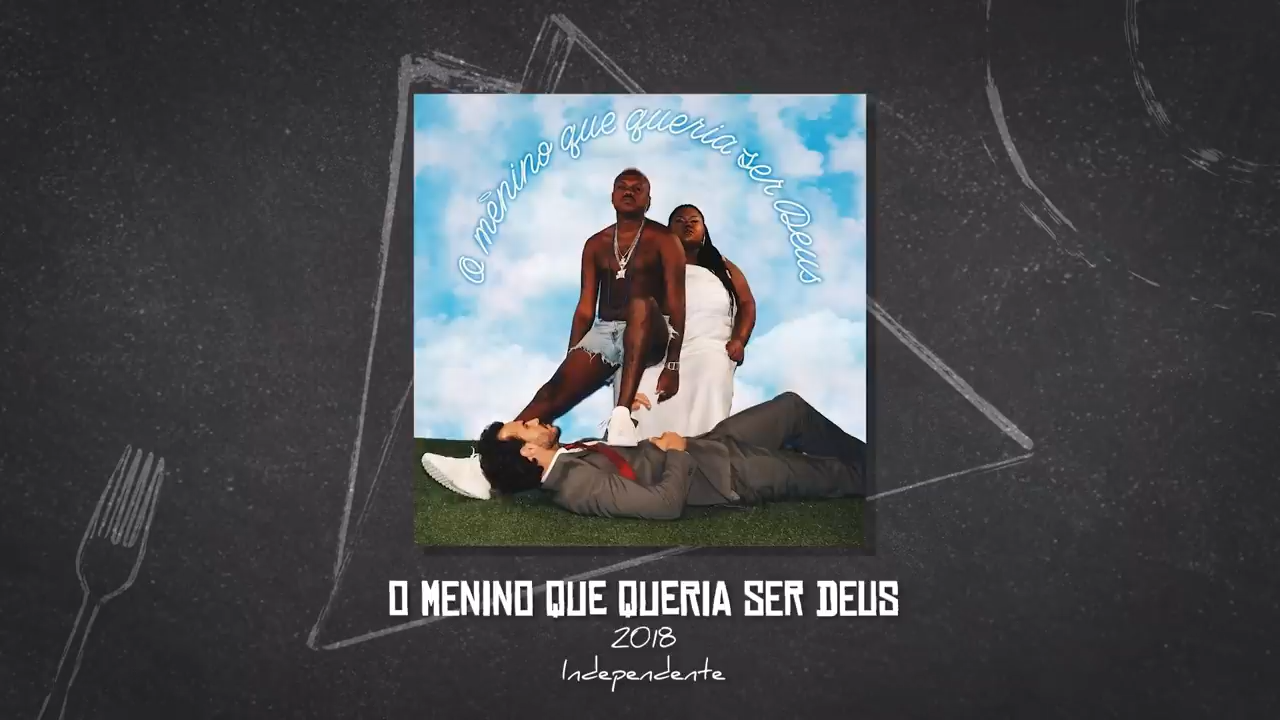 O mênino que queria ser Deus
O MENINO QUE QUERIA SER DEUS
2018
Independente